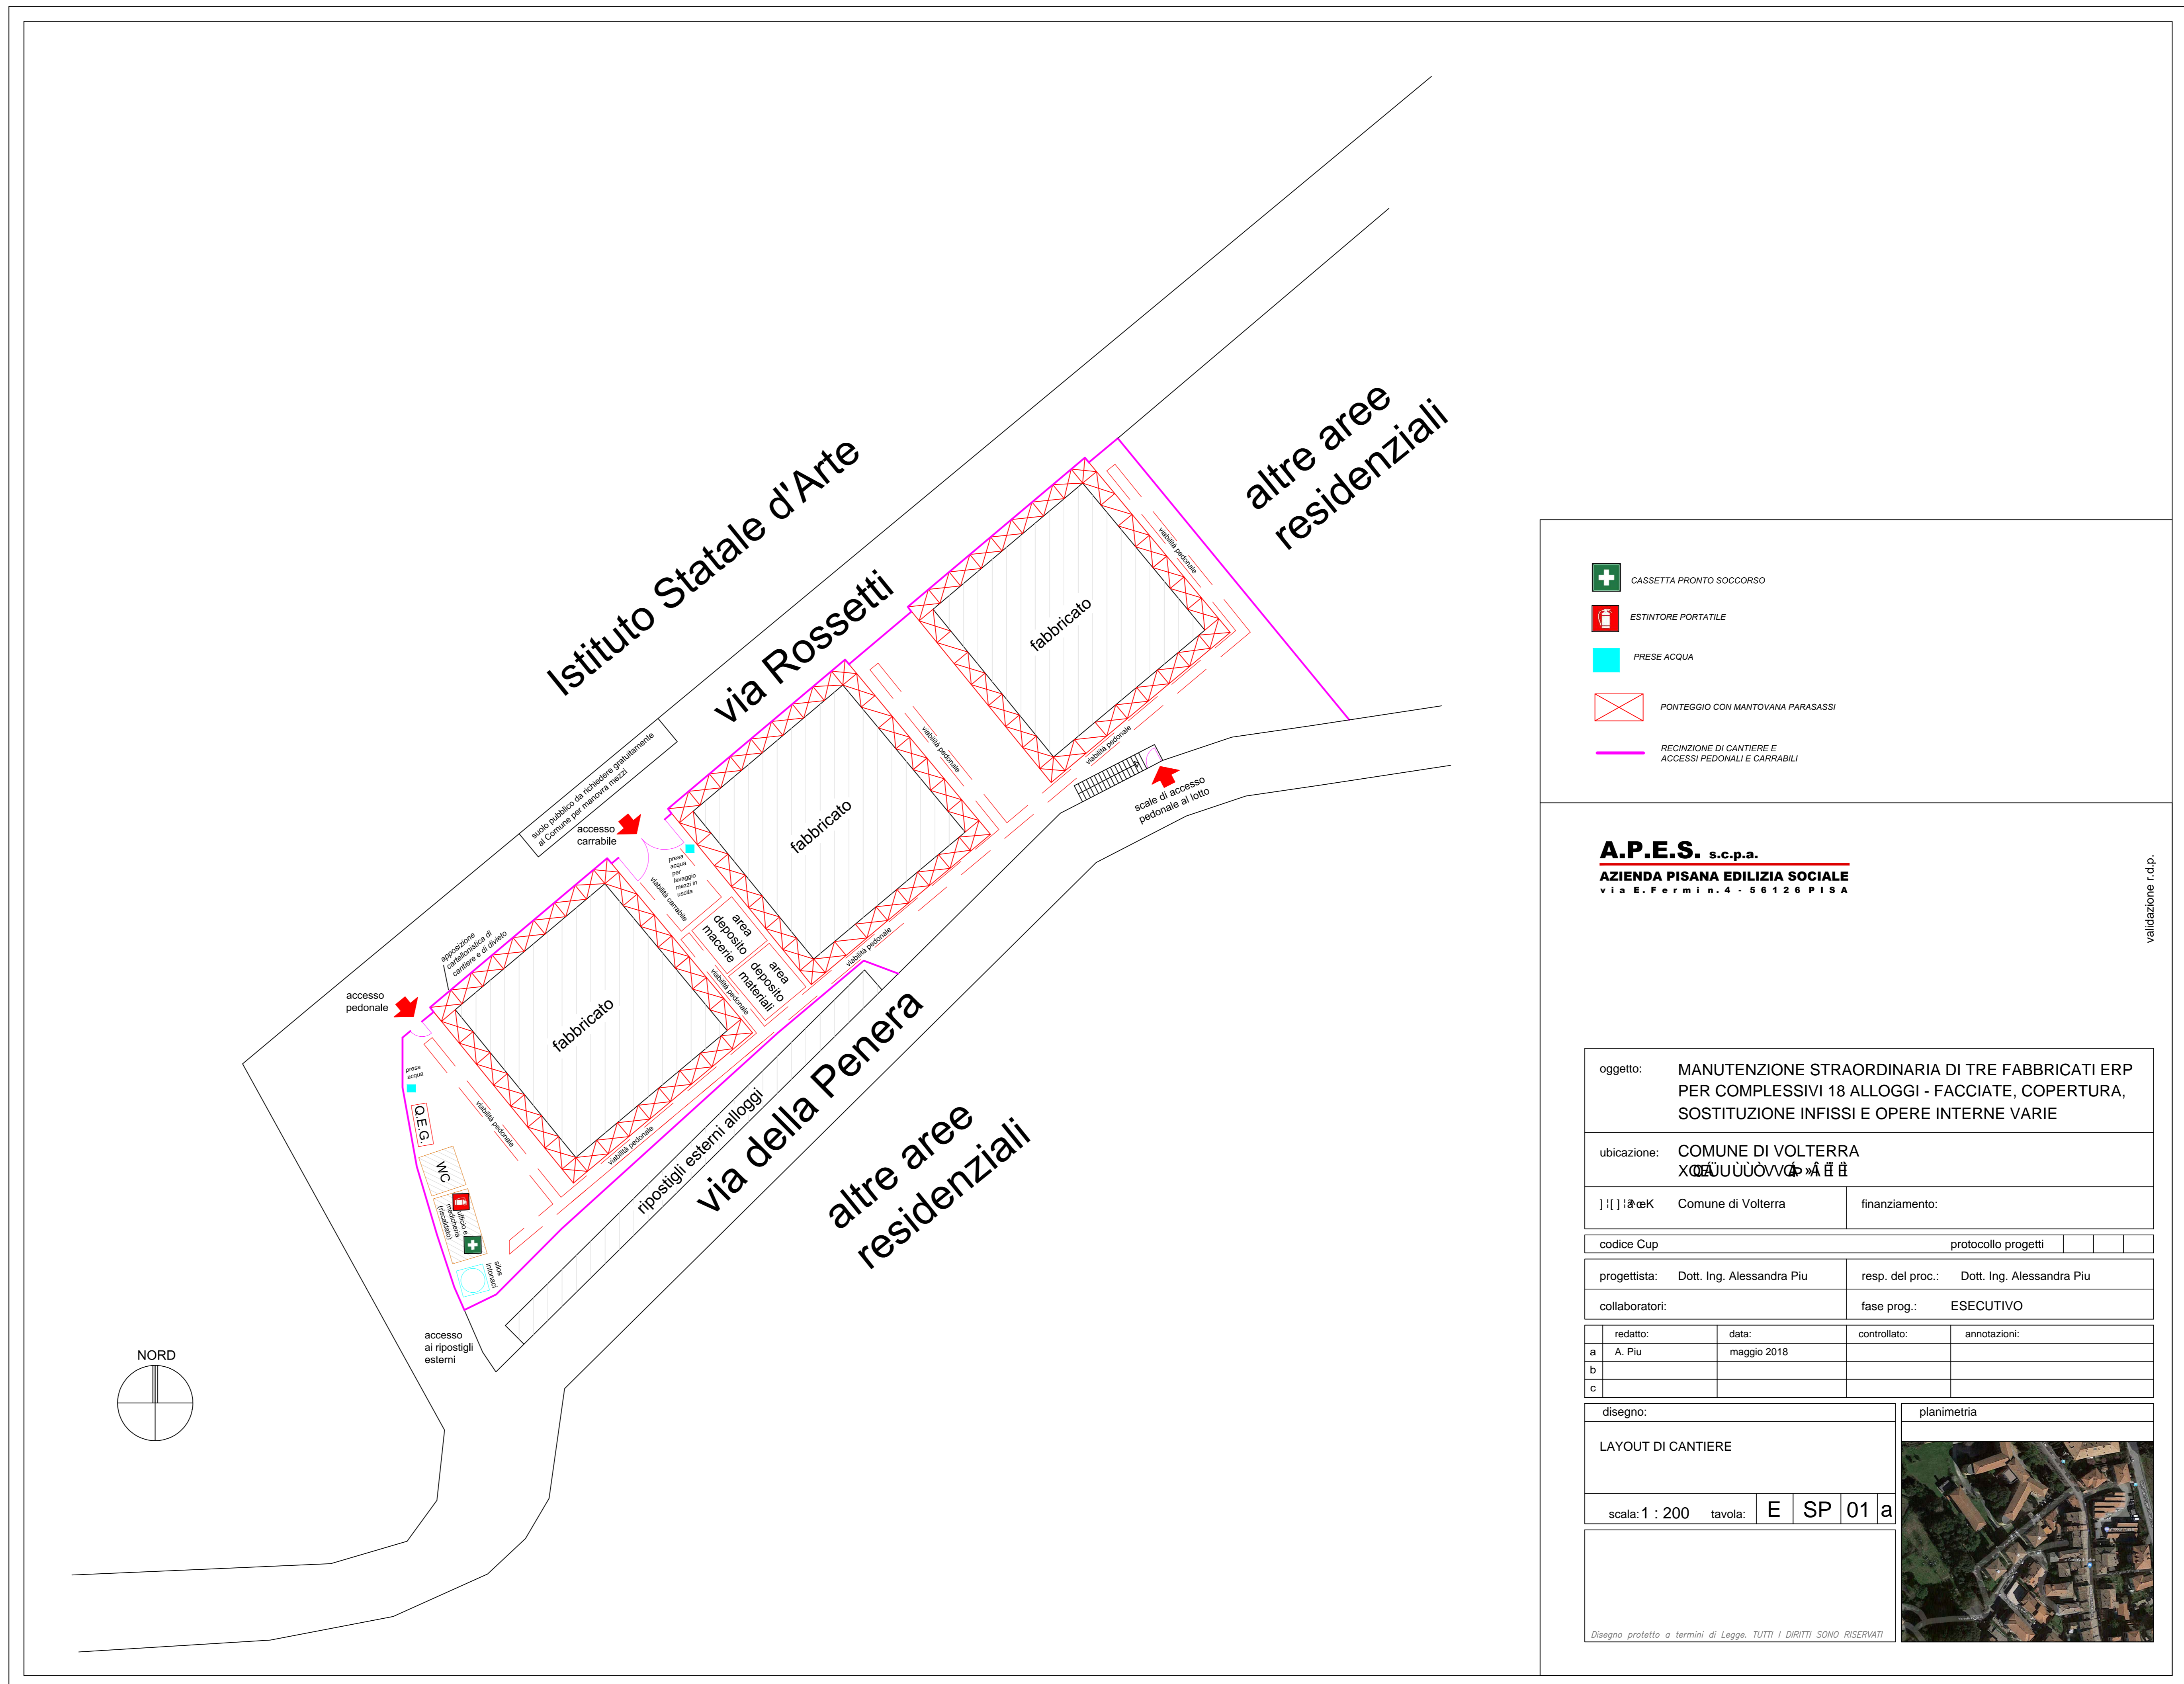 Istituto Statale d'Arte
via Rossetti
altre aree
residenziali
suolo pubblico da richiedere gratuitamente
al Comune per manovra mezzi
accesso
carrabile
presa
acqua
per
lavaggio
mezzi in
uscita
viabilità carrabile
area
deposito
macerie
area
deposito
materiali
viabilità pedonale
fabbricato
viabilità pedonale
fabbricato
viabilità pedonale
viabilità pedonale
fabbricato
viabilità pedonale
viabilità pedonale
scale di accesso
pedonale al lotto
apposizione
cartellonistica di
cantiere e di divieto
accesso
pedonale
presa
acqua
Q.E.G.
viabilità pedonale
viabilità pedonale
WC
ufficio e
medicheria
(riscaldato)
silos
intonaci
ripostigli esterni alloggi
via della Penera
altre aree
residenziali
accesso
ai ripostigli
esterni
NORD
CASSETTA PRONTO SOCCORSO
ESTINTORE PORTATILE
PRESE ACQUA
PONTEGGIO CON MANTOVANA PARASASSI
RECINZIONE DI CANTIERE E
ACCESSI PEDONALI E CARRABILI
A.P.E.S. s.c.p.a.
AZIENDA PISANA EDILIZIA SOCIALE
via E.Fermi n.4 - 56126 PISA
validazione r.d.p.
oggetto: MANUTENZIONE STRAORDINARIA DI TRE FABBRICATI ERP
PER COMPLESSIVI 18 ALLOGGI - FACCIATE, COPERTURA,
SOSTITUZIONE INFISSI E OPERE INTERNE VARIE
ubicazione: COMUNE DI VOLTERRA
Comune di Volterra finanziamento:
codice Cup protocollo progetti
progettista: Dott. Ing. Alessandra Piu resp. del proc.: Dott. Ing. Alessandra Piu
collaboratori: fase prog.: ESECUTIVO
redatto: data: controllato: annotazioni:
a A. Piu maggio 2018
b
c
disegno: planimetria
LAYOUT DI CANTIERE
scala: 1 : 200 tavola: E SP 01 a
Disegno protetto a termini di Legge. TUTTI I DIRITTI SONO RISERVATI